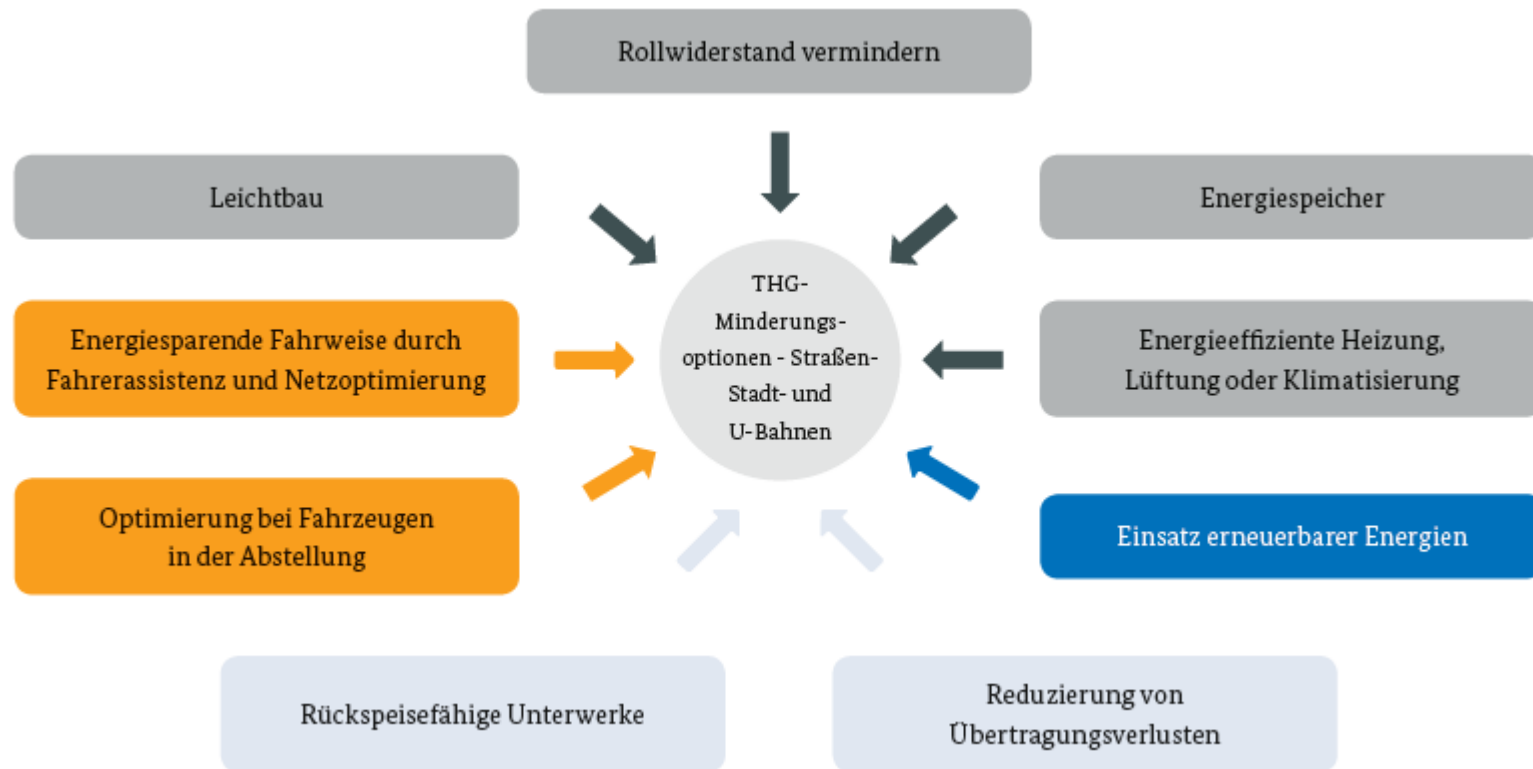 Rollwiderstand vermindern
Leichtbau
Energiespeicher
THG-
Minderungs-
optionen - Straßen-
Stadt- und
U-Bahnen
Energiesparende Fahrweise durch
Fahrerassistenz und Netzoptimierung
Energieeffiziente Heizung,
Lüftung oder Klimatisierung
Optimierung bei Fahrzeugen
in der Abstellung
Einsatz erneuerbarer Energien
Rückspeisefähige Unterwerke
Reduzierung von
Übertragungsverlusten